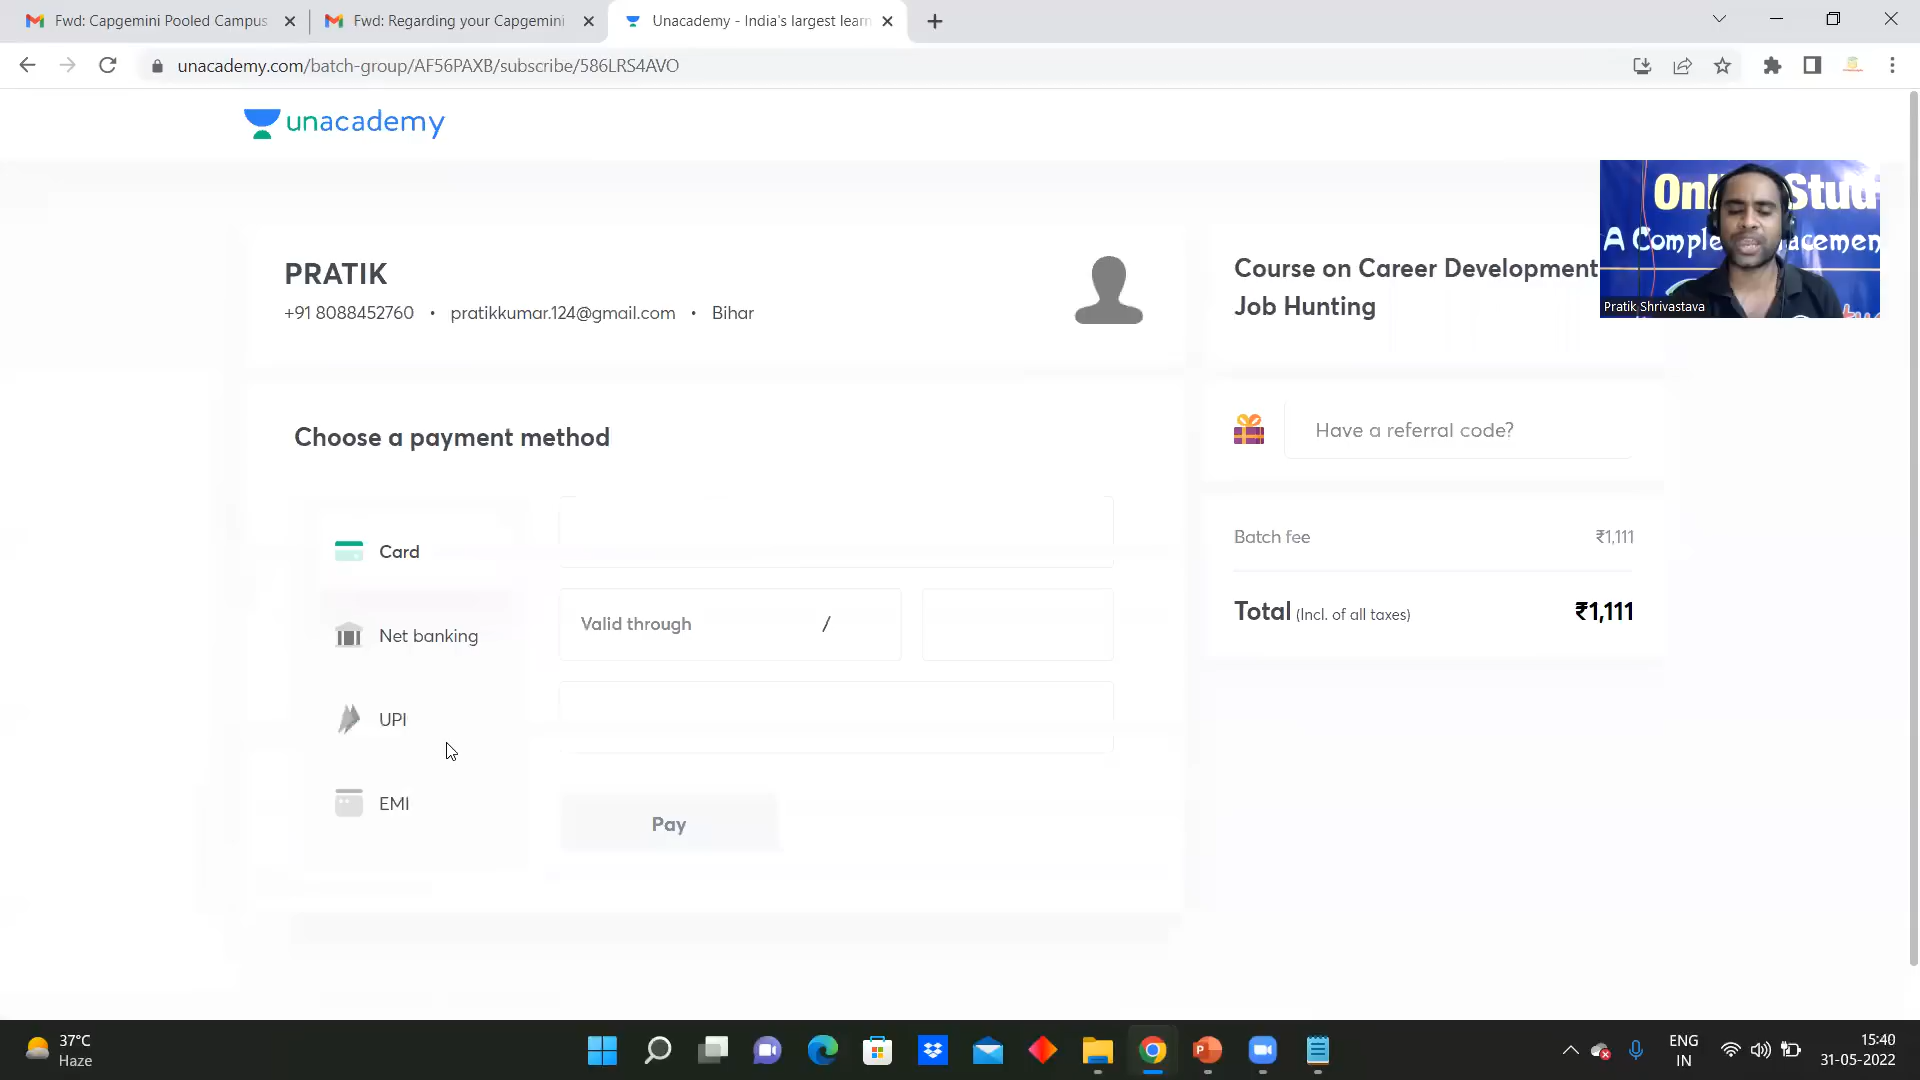 Fwd: Capgemini Pooled Campus
Fwd: Regarding your Capgemini
Unacademy - India's largest learn
unacademy.com/batch-group/AF56PAXB/subscribe/586LRS4AVO
unacademy
PRATIK
+91 8088452760 • pratikkumar.124@gmail.com • Bihar
Course on Career Development
Job Hunting
Pratik Shrivastava
Choose a payment method
Have a referral code?
Card
Net banking
UPI
EMI
Valid through /
Pay
Batch fee ₹1,111
Total (Incl. of all taxes) ₹1,111
37°C
Haze
ENG
IN
15:40
31-05-2022